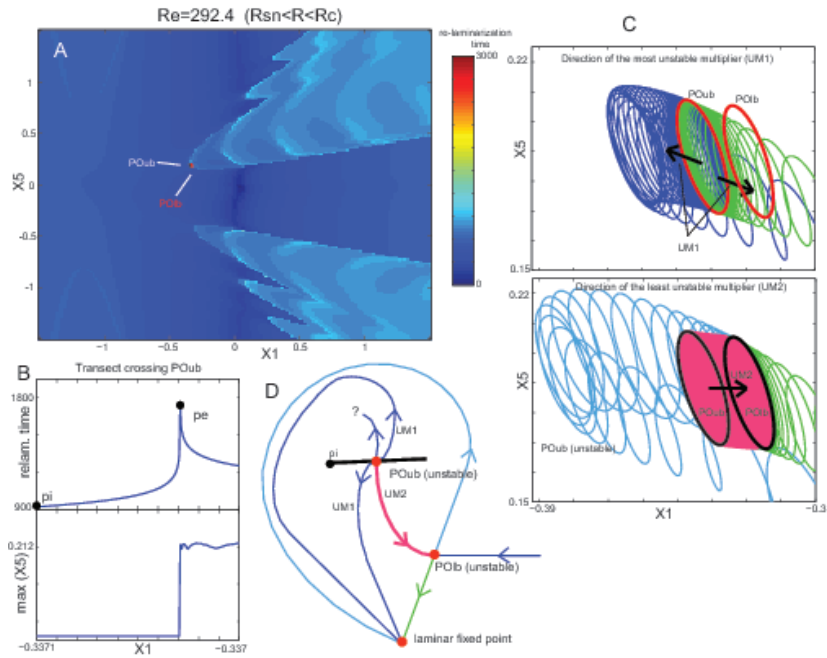 Re=292.4 (Rsn<R<Rc)
A
re-laminarization
time
3000
0
1
0.5
0
−0.5
−1
X5
POub
POlb
−1
−0.5
0
0.5
1
X1
B
Transect crossing POub
1800
900
relam. time
pe
pi
0.212
max (X5)
−0.3371
X1
−0.337
C
0.22
Direction of the most unstable multiplier (UM1)
POub
POlb
X5
UM1
0.15
0.22
Direction of the least unstable multiplier (UM2)
X5
UM2
POub
POlb
POub (unstable)
0.15
−0.39
X1
−0.3
D
?
UM1
pi
POub (unstable)
UM2
UM1
POlb (unstable)
laminar fixed point